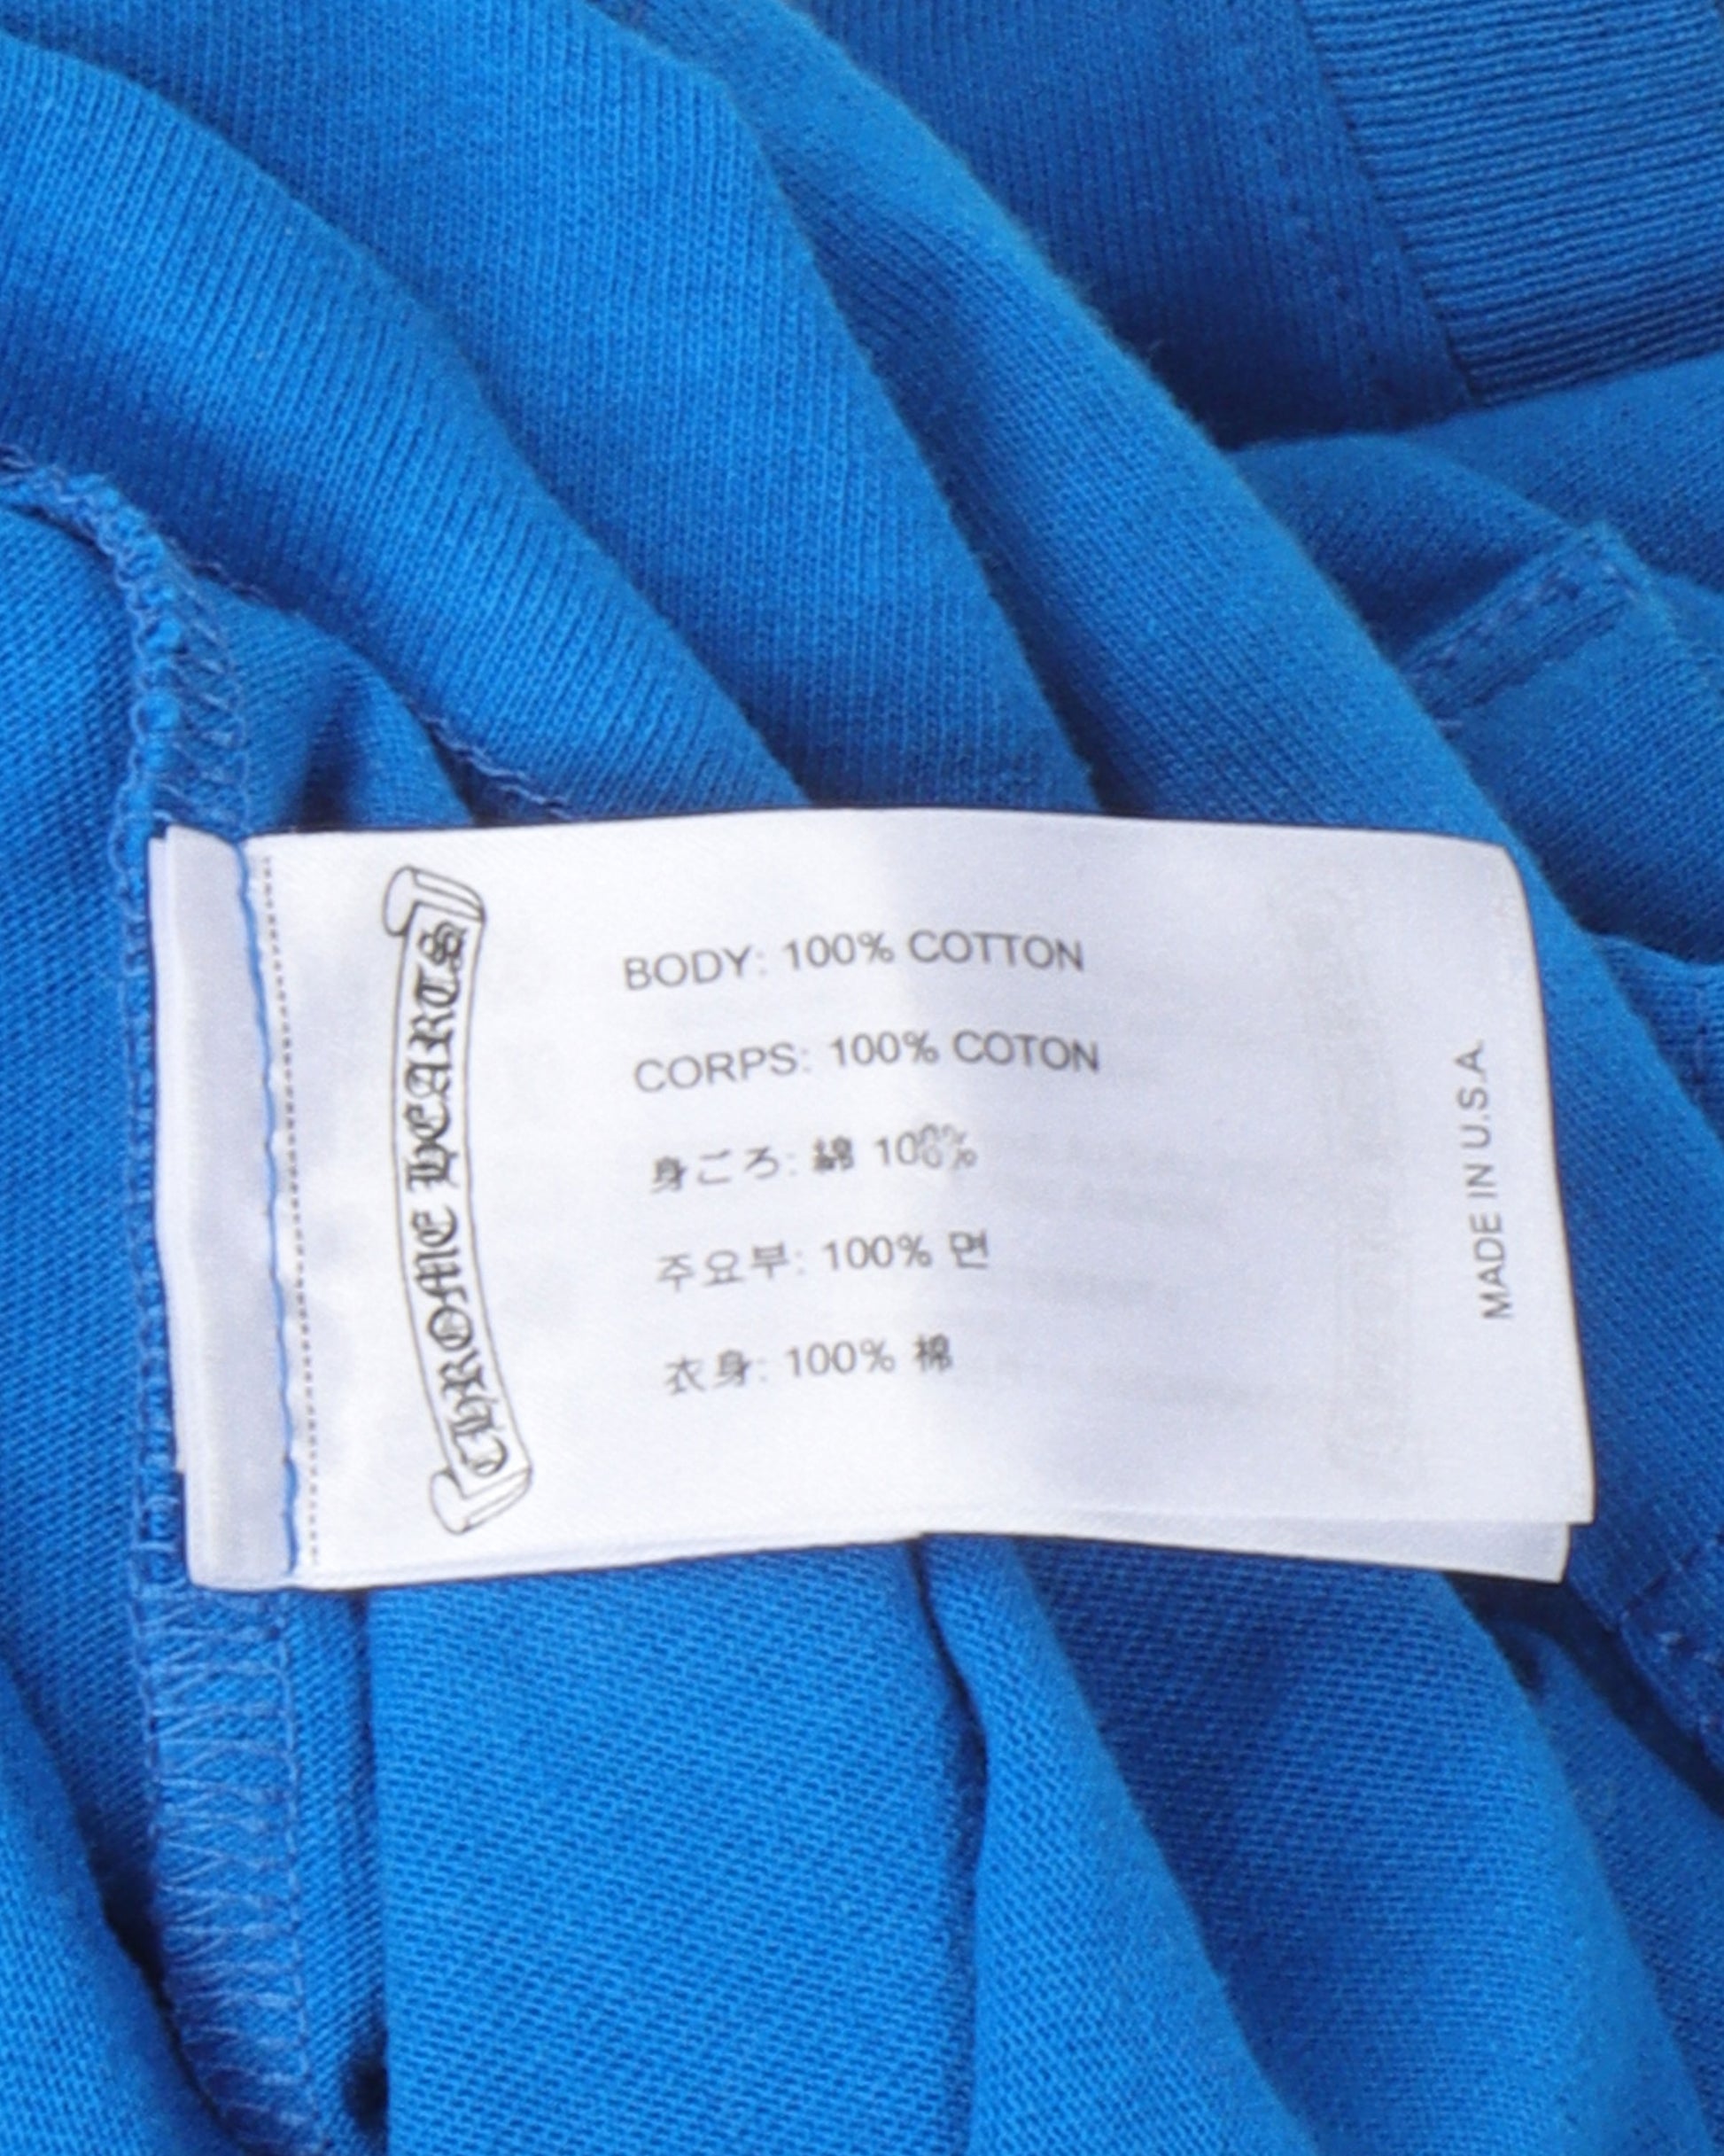 CHROME HEARTS
BODY: 100% COTTON
CORPS: 100% COTON
身ごろ: 綿 100%
주요부: 100% 면
衣身: 100% 棉
MADE IN U.S.A.